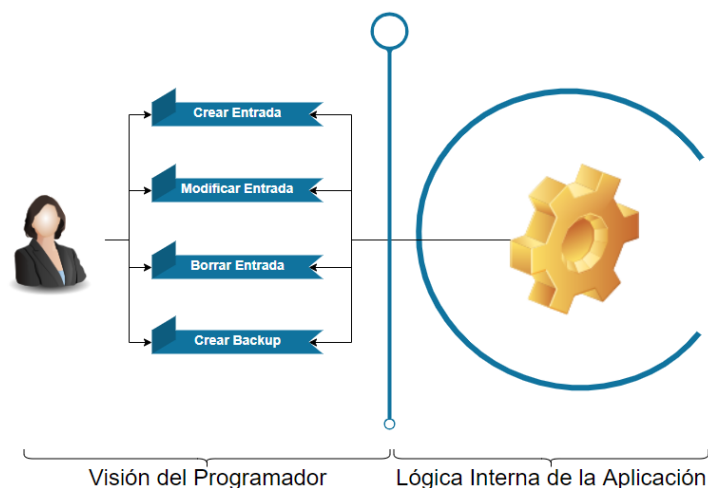 Crear Entrada
Modificar Entrada
Borrar Entrada
Crear Backup
Visión del Programador
Lógica Interna de la Aplicación